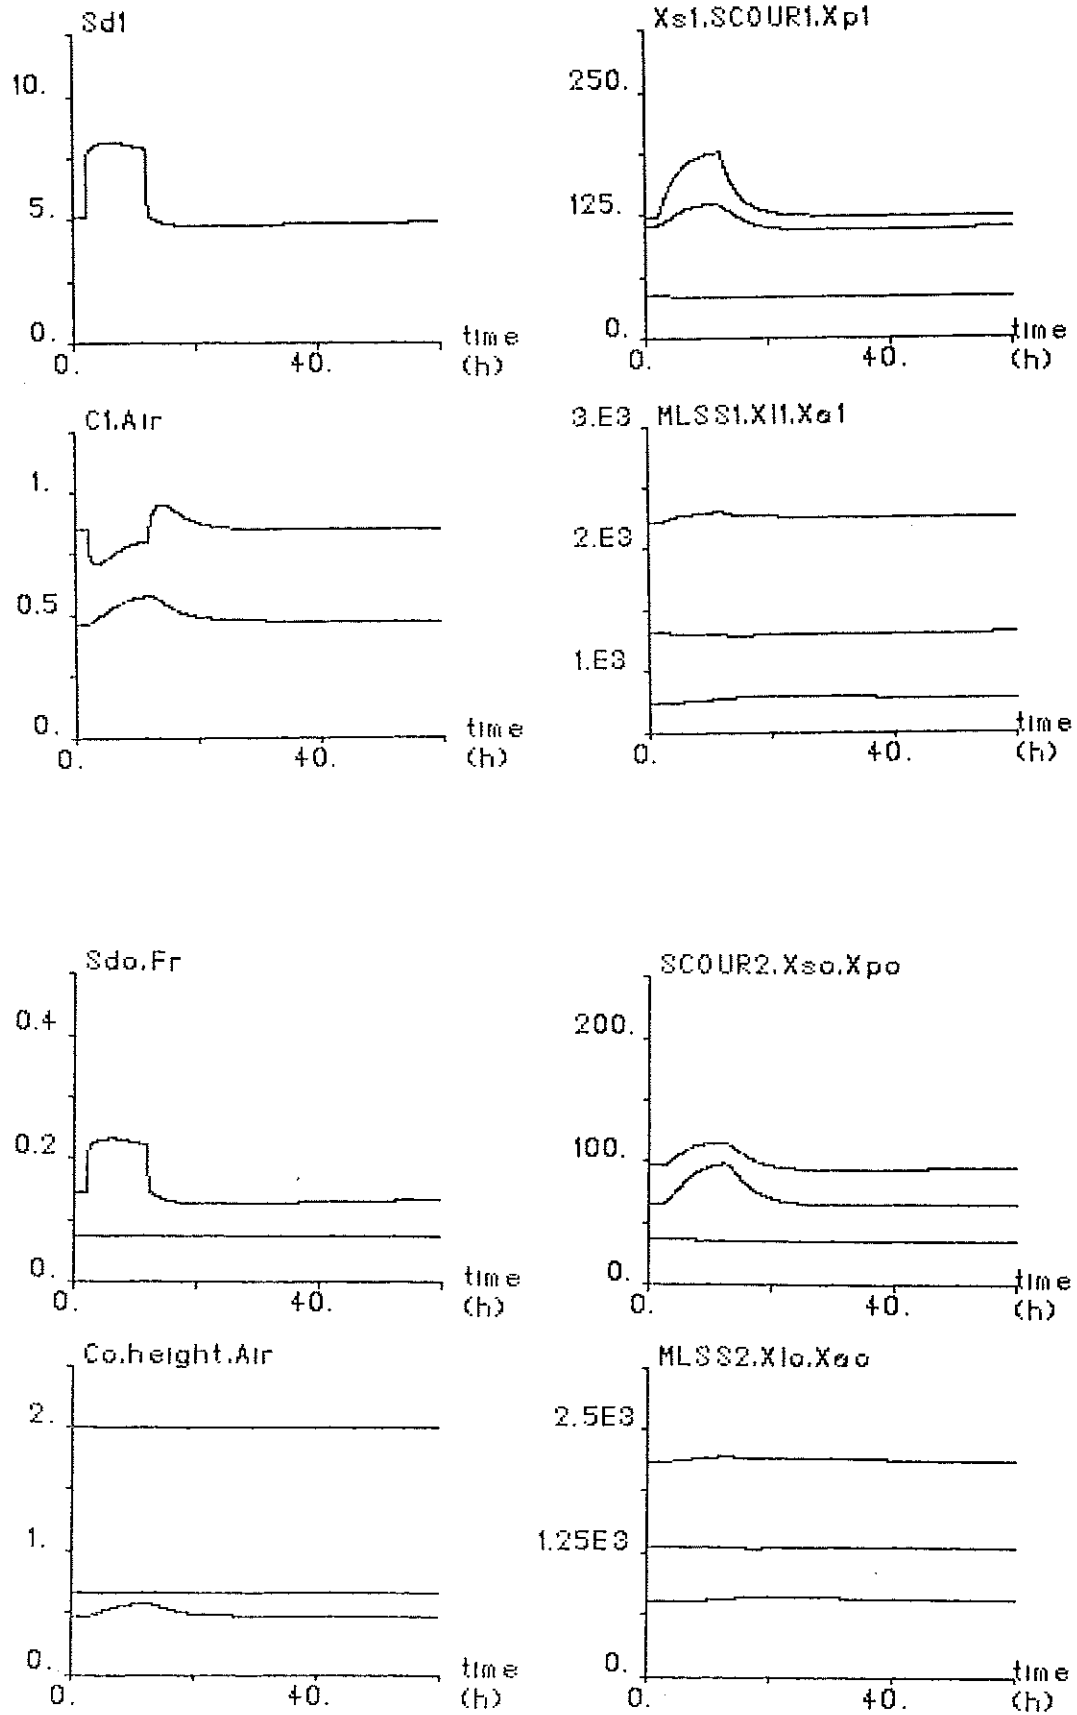 Sd1
10.
5.
0.
0.
40.
time
(h)
Xs1.SCOUR1.Xp1
250.
125.
0.
0.
40.
time
(h)
C1.Air
1.
0.5
0.
0.
40.
time
(h)
MLSS1.Xl1.Xa1
3.E3
2.E3
1.E3
0.
40.
time
(h)
Sdo.Fr
0.4
0.2
0.
0.
40.
time
(h)
SCOUR2.Xso.Xpo
200.
100.
0.
0.
40.
time
(h)
Co.height.Air
2.
1.
0.
0.
40.
time
(h)
MLSS2.Xlo.Xao
2.5E3
1.25E3
0.
0.
40.
time
(h)